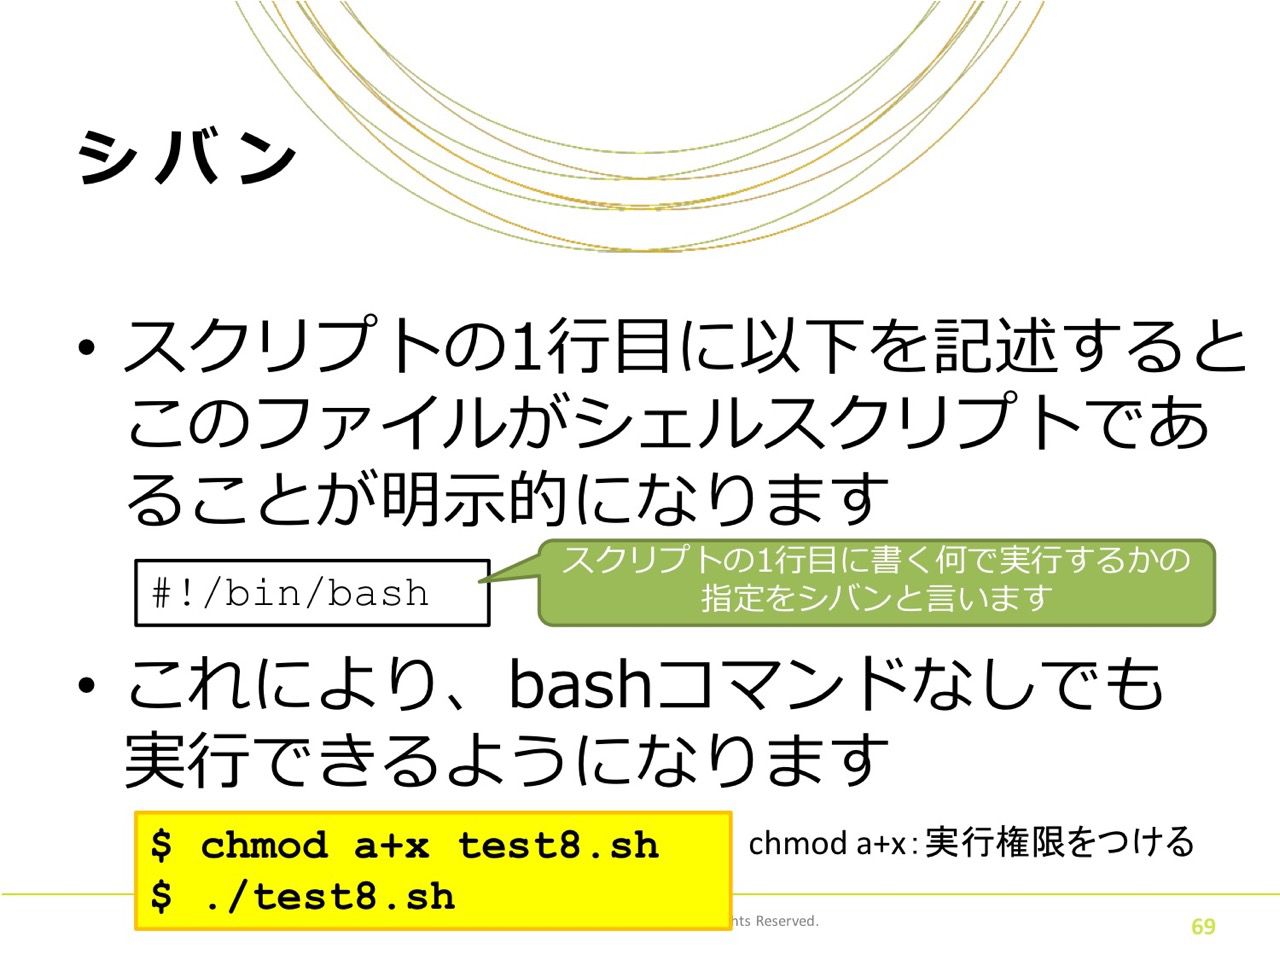 シバン
• スクリプトの1行目に以下を記述すると
このファイルがシェルスクリプトであ
ることが明示的になります
スクリプトの1行目に書く何で実行するかの
指定をシバンと言います
#!/bin/bash
• これにより、bashコマンドなしでも
実行できるようになります
$ chmod a+x test8.sh
$ ./test8.sh
chmod a+x：実行権限をつける
Reserved.
69